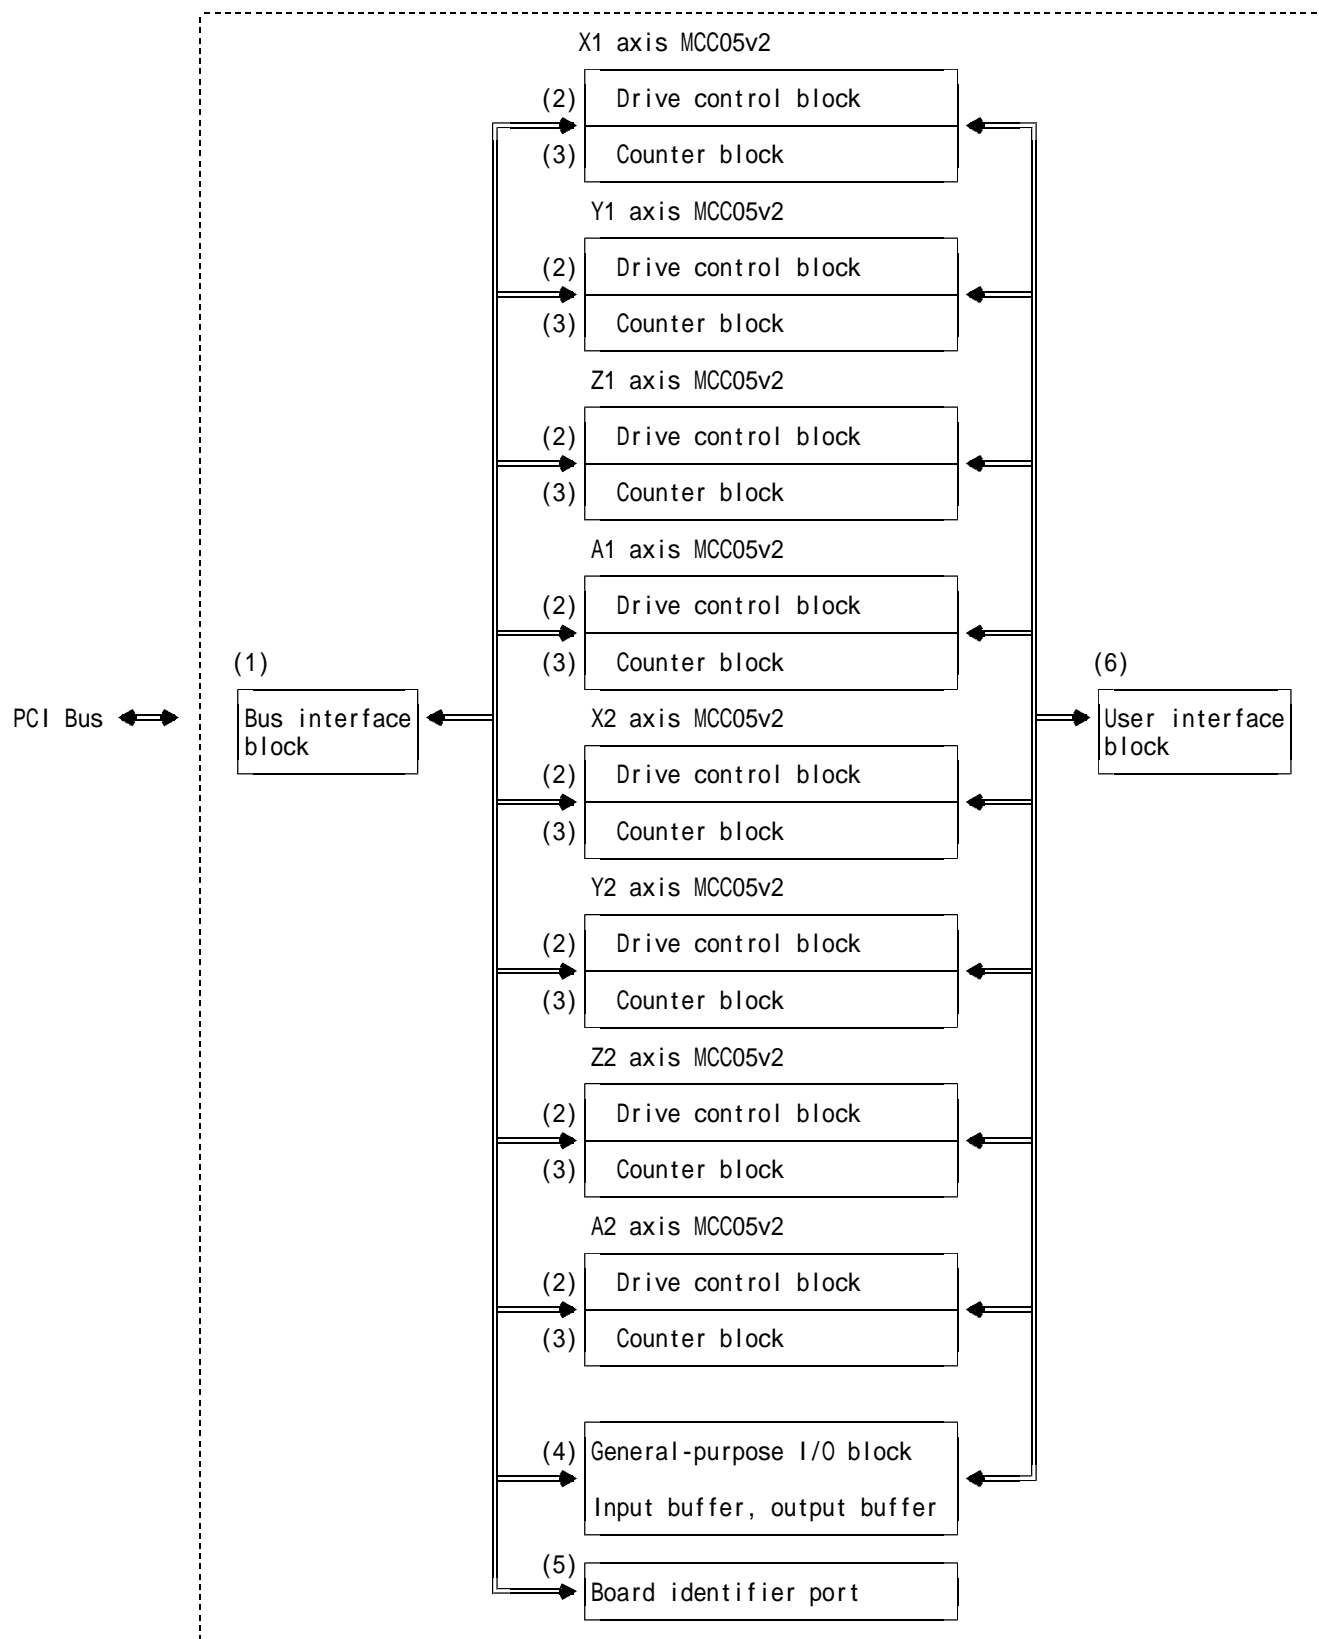 X1 axis MCC05v2
(2) Drive control block
(3) Counter block
Y1 axis MCC05v2
(2) Drive control block
(3) Counter block
Z1 axis MCC05v2
(2) Drive control block
(3) Counter block
A1 axis MCC05v2
(2) Drive control block
(3) Counter block
(1)
PCI Bus
Bus interface
block
(6)
User interface
block
X2 axis MCC05v2
(2) Drive control block
(3) Counter block
Y2 axis MCC05v2
(2) Drive control block
(3) Counter block
Z2 axis MCC05v2
(2) Drive control block
(3) Counter block
A2 axis MCC05v2
(2) Drive control block
(3) Counter block
(4) General-purpose I/O block
Input buffer, output buffer
(5)
Board identifier port